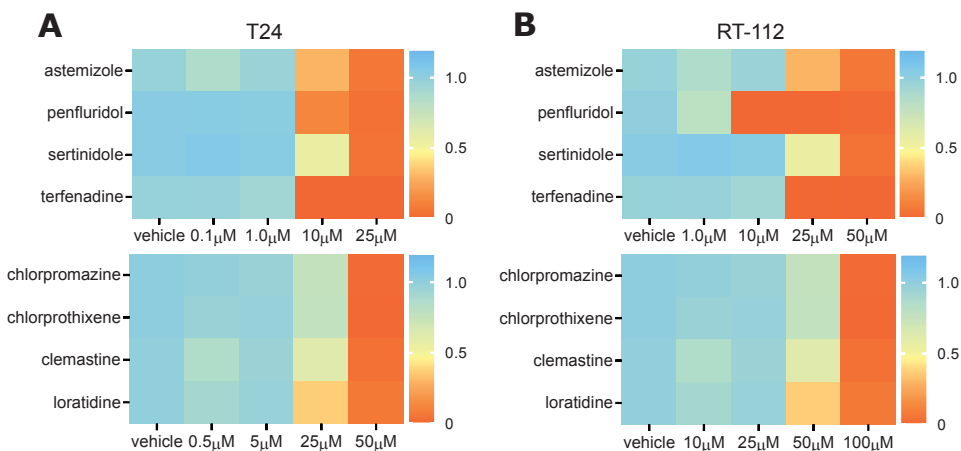 A
T24
astemizole
penfluridol
sertinidole
terfenadine
vehicle 0.1μM 1.0μM 10μM 25μM
1.0
0.5
0
chlorpromazine
chlorprothixene
clemastine
loratidine
vehicle 0.5μM 5μM 25μM 50μM
1.0
0.5
0
B
RT-112
astemizole
penfluridol
sertinidole
terfenadine
vehicle 1.0μM 10μM 25μM 50μM
1.0
0.5
0
chlorpromazine
chlorprothixene
clemastine
loratidine
vehicle 10μM 25μM 50μM 100μM
1.0
0.5
0